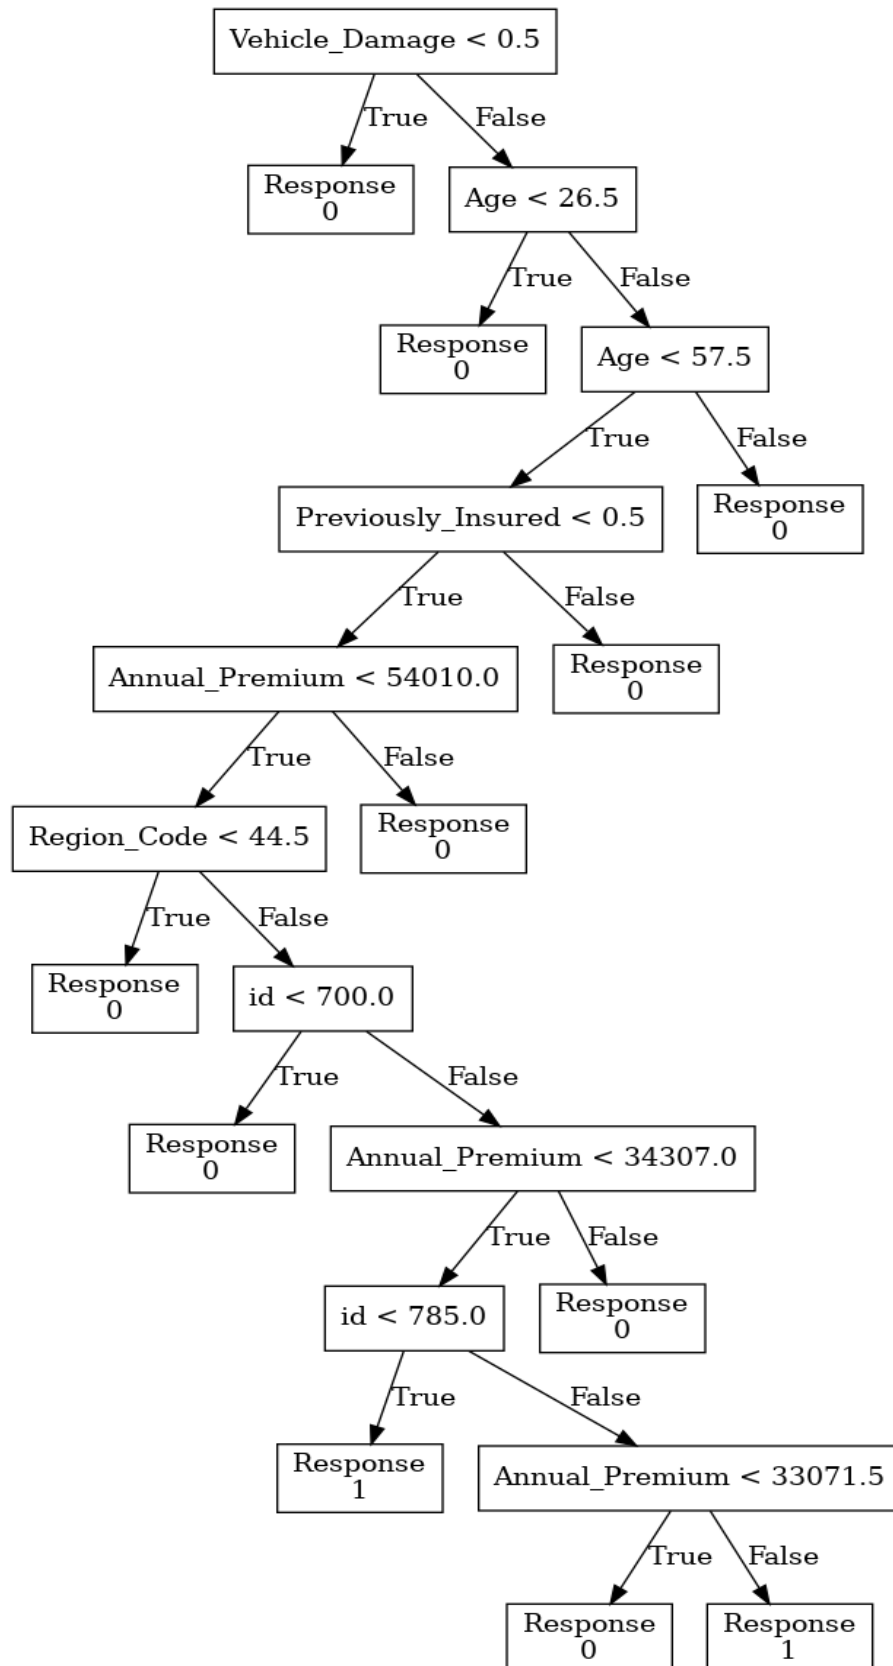 Vehicle_Damage < 0.5
True
False
Response
0
Age < 26.5
True
False
Response
0
Age < 57.5
True
False
Previously_Insured < 0.5
Response
0
True
False
Annual_Premium < 54010.0
Response
0
True
False
Region_Code < 44.5
Response
0
True
False
Response
0
id < 700.0
True
False
Response
0
Annual_Premium < 34307.0
True
False
id < 785.0
Response
0
True
False
Response
1
Annual_Premium < 33071.5
True
False
Response
0
Response
1